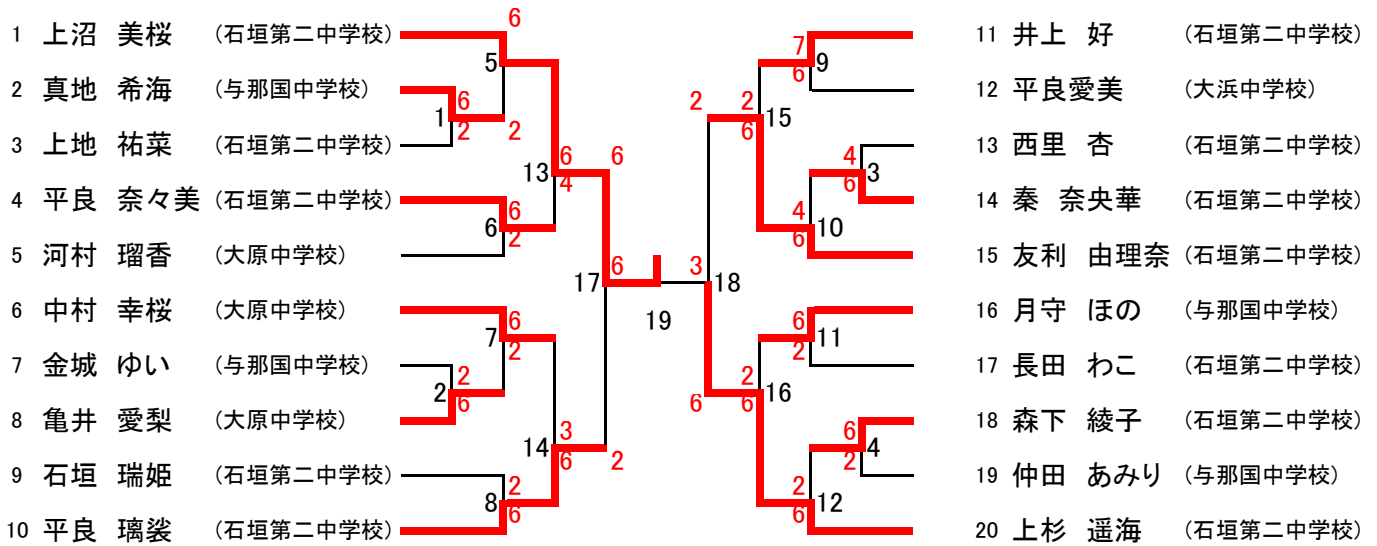 1 上沼 美桜 (石垣第二中学校)
2 真地 希海 (与那国中学校)
3 上地 祐菜 (石垣第二中学校)
4 平良 奈々美 (石垣第二中学校)
5 河村 瑠香 (大原中学校)
6 中村 幸桜 (大原中学校)
7 金城 ゆい (与那国中学校)
8 亀井 愛梨 (大原中学校)
9 石垣 瑞姫 (石垣第二中学校)
10 平良 璃裟 (石垣第二中学校)
6
5
2
6
1
2
6
13
4
6
6
6
2
6
7
2
2
2
6
3
14
6
2
2
8
6
17
6
19
3
18
2
6
2
15
6
7
9
6
4
3
6
4
10
6
6
11
2
2
16
6
6
4
2
2
12
6
11 井上 好 (石垣第二中学校)
12 平良愛美 (大浜中学校)
13 西里 杏 (石垣第二中学校)
14 秦 奈央華 (石垣第二中学校)
15 友利 由理奈 (石垣第二中学校)
16 月守 ほの (与那国中学校)
17 長田 わこ (石垣第二中学校)
18 森下 綾子 (石垣第二中学校)
19 仲田 あみり (与那国中学校)
20 上杉 遥海 (石垣第二中学校)